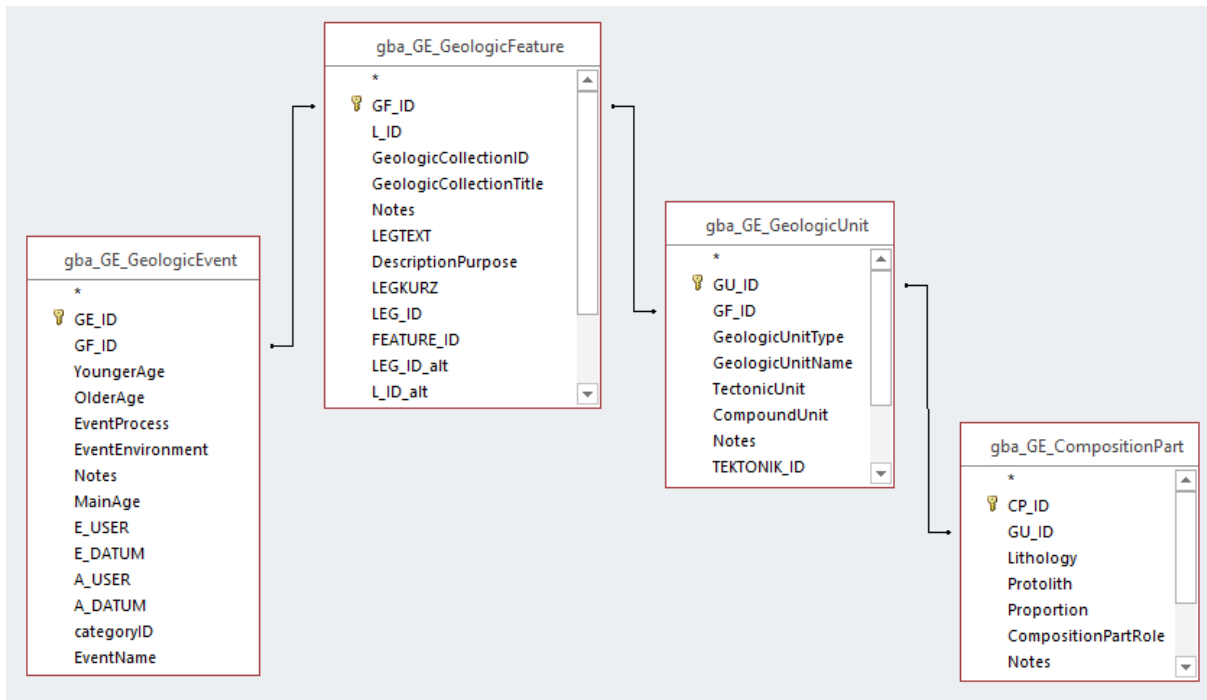 gba_GE_GeologicFeature
*
GF_ID
L_ID
GeologicCollectionID
GeologicCollectionTitle
Notes
LEGTEXT
DescriptionPurpose
LEGKURZ
LEG_ID
FEATURE_ID
LEG_ID_alt
L_ID_alt
gba_GE_GeologicEvent
*
GE_ID
GF_ID
YoungerAge
OlderAge
EventProcess
EventEnvironment
Notes
MainAge
E_USER
E_DATUM
A_USER
A_DATUM
categoryID
EventName
gba_GE_GeologicUnit
*
GU_ID
GF_ID
GeologicUnitType
GeologicUnitName
TectonicUnit
CompoundUnit
Notes
TEKTONIK_ID
gba_GE_CompositionPart
*
CP_ID
GU_ID
Lithology
Protolith
Proportion
CompositionPartRole
Notes